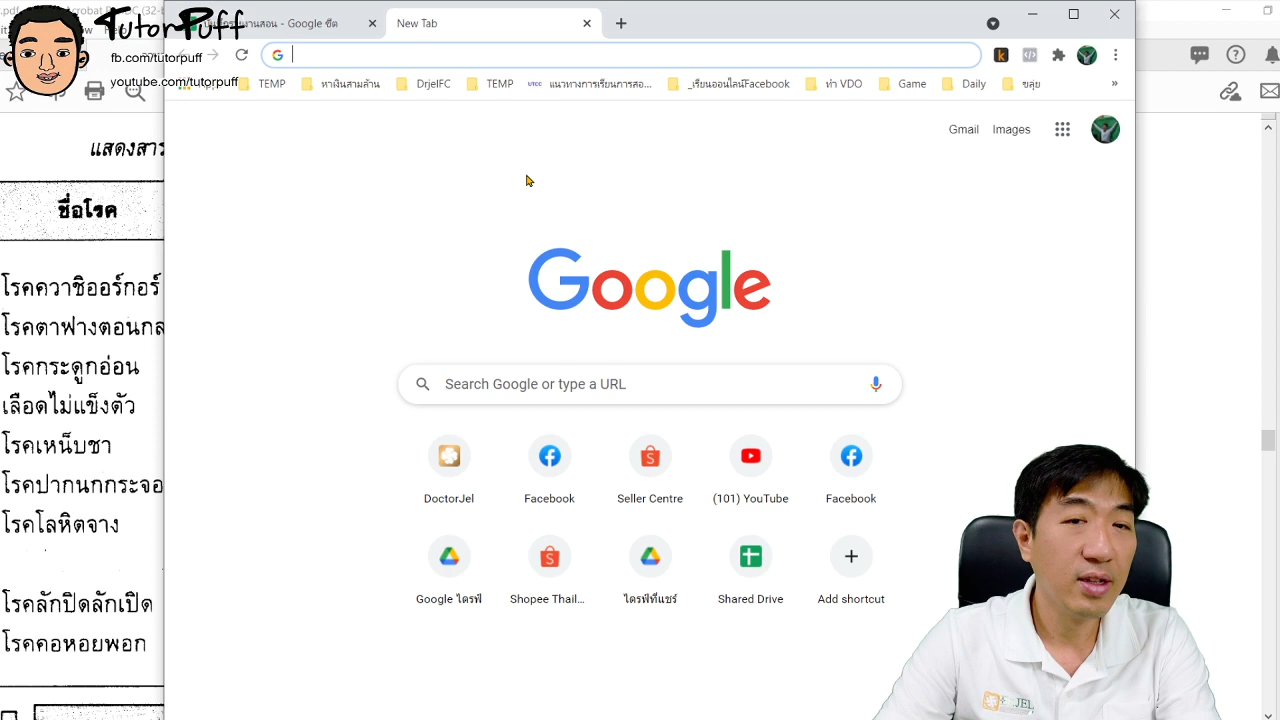 .pdf
Acrobat
DC (32-
TutorPuff
fb.com/tutorpuff
youtube.com/tutorpuff
- Google ชีต
New Tab
TEMP
หาเงินสามล้าน
DrjelFC
TEMP
UTCC
แนวทางการเรียนการสอ...
_เรียนออนไลน์Facebook
ทำ VDO
Game
Daily
ขลุ่ย
»
Gmail
Images
Google
Search Google or type a URL
DoctorJel
Facebook
Seller Centre
(101) YouTube
Facebook
Google ไดรฟ์
Shopee Thail...
ไดรฟ์ที่แชร์
Shared Drive
Add shortcut
แสดงสาร
ชื่อโรค
โรคควาชิออร์กอร์
โรคตาฟางตอนกล
โรคกระดูกอ่อน
เลือดไม่แข็งตัว
โรคเหน็บชา
โรคปากนกกระจอ
โรคโลหิตจาง
โรคลักปิดลักเปิด
โรคคอหอยพอก
JEL